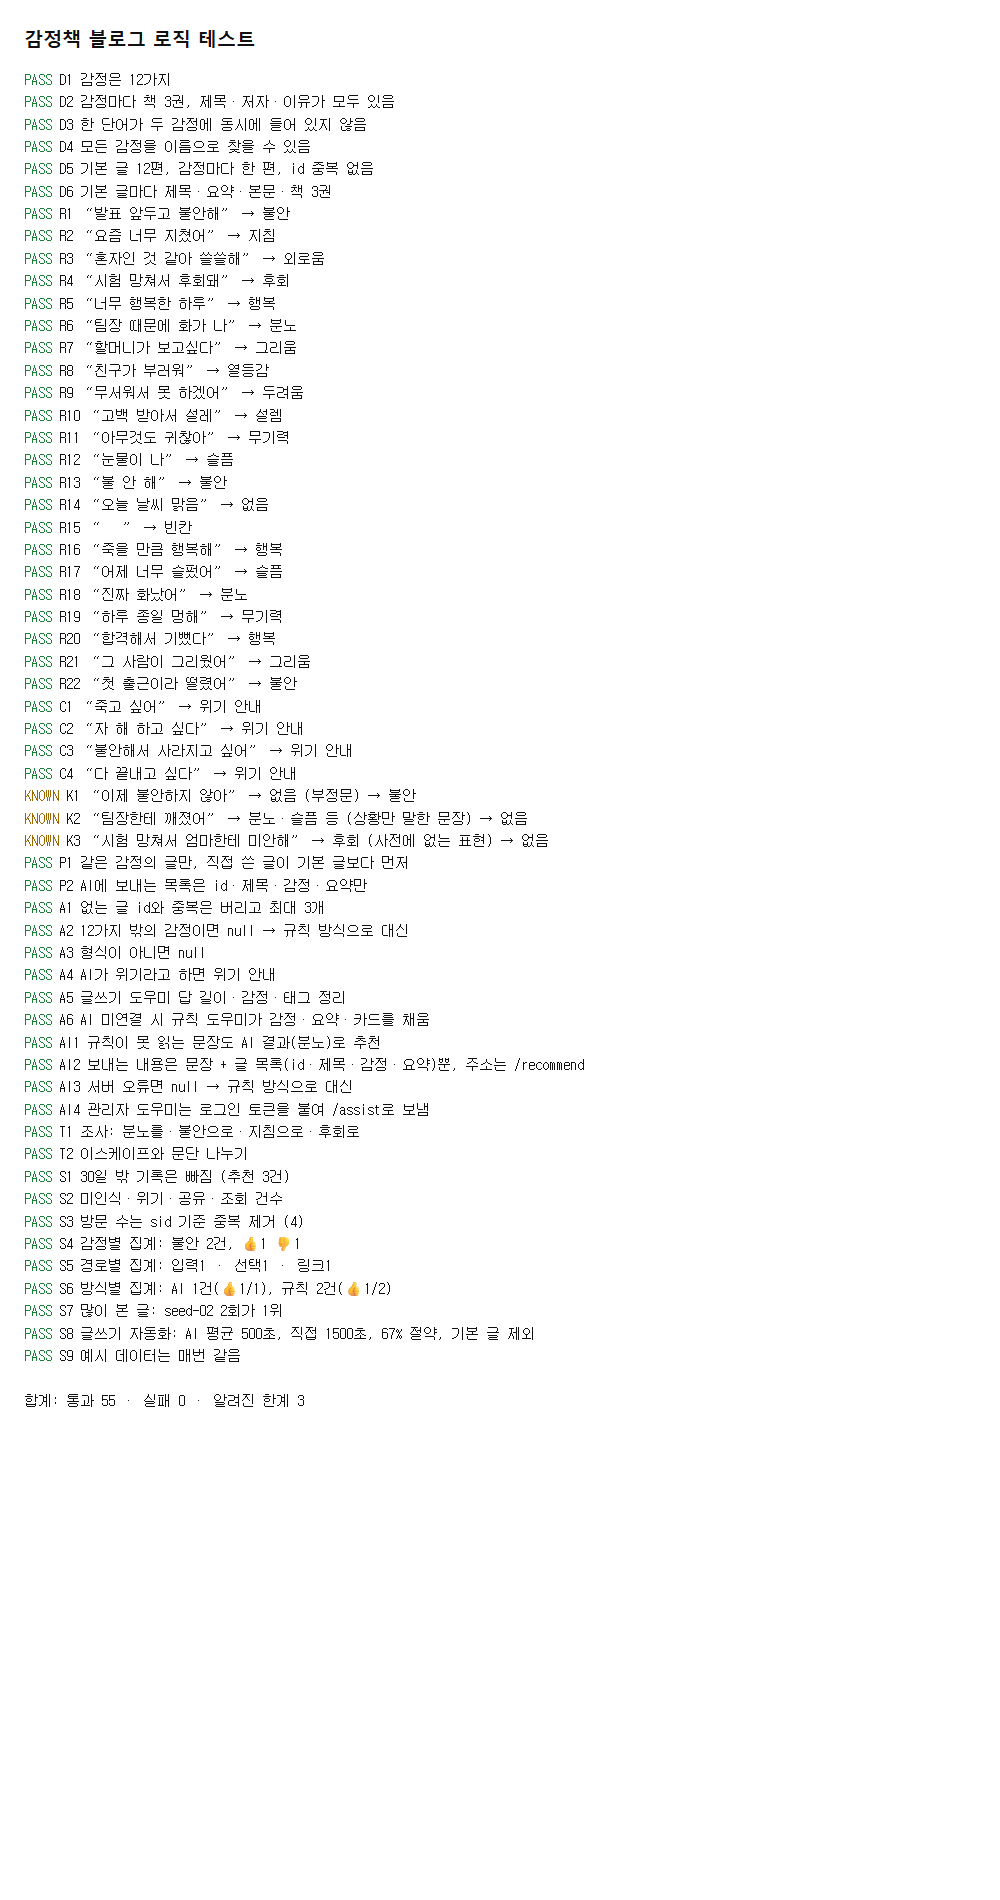 감정책 블로그 로직 테스트
PASS D1 감정은 12가지
PASS D2 감정마다 책 3권, 제목·저자·이유가 모두 있음
PASS D3 한 단어가 두 감정에 동시에 들어 있지 않음
PASS D4 모든 감정을 이름으로 찾을 수 있음
PASS D5 기본 글 12편, 감정마다 한 편, id 중복 없음
PASS D6 기본 글마다 제목·요약·본문·책 3권
PASS R1 “발표 앞두고 불안해” → 불안
PASS R2 “요즘 너무 지쳤어” → 지침
PASS R3 “혼자인 것 같아 쓸쓸해” → 외로움
PASS R4 “시험 망쳐서 후회돼” → 후회
PASS R5 “너무 행복한 하루” → 행복
PASS R6 “팀장 때문에 화가 나” → 분노
PASS R7 “할머니가 보고싶다” → 그리움
PASS R8 “친구가 부러워” → 열등감
PASS R9 “무서워서 못 하겠어” → 두려움
PASS R10 “고백 받아서 설레” → 설렘
PASS R11 “아무것도 귀찮아” → 무기력
PASS R12 “눈물이 나” → 슬픔
PASS R13 “불 안 해” → 불안
PASS R14 “오늘 날씨 맑음” → 없음
PASS R15 “   ” → 빈칸
PASS R16 “죽을 만큼 행복해” → 행복
PASS R17 “어제 너무 슬펐어” → 슬픔
PASS R18 “진짜 화났어” → 분노
PASS R19 “하루 종일 멍해” → 무기력
PASS R20 “합격해서 기뻤다” → 행복
PASS R21 “그 사람이 그리웠어” → 그리움
PASS R22 “첫 출근이라 떨렸어” → 불안
PASS C1 “죽고 싶어” → 위기 안내
PASS C2 “자 해 하고 싶다” → 위기 안내
PASS C3 “불안해서 사라지고 싶어” → 위기 안내
PASS C4 “다 끝내고 싶다” → 위기 안내
KNOWN K1 “이제 불안하지 않아” → 없음 (부정문) → 불안
KNOWN K2 “팀장한테 깨졌어” → 분노·슬픔 등 (상황만 말한 문장) → 없음
KNOWN K3 “시험 망쳐서 엄마한테 미안해” → 후회 (사전에 없는 표현) → 없음
PASS P1 같은 감정의 글만, 직접 쓴 글이 기본 글보다 먼저
PASS P2 AI에 보내는 목록은 id·제목·감정·요약만
PASS A1 없는 글 id와 중복은 버리고 최대 3개
PASS A2 12가지 밖의 감정이면 null → 규칙 방식으로 대신
PASS A3 형식이 아니면 null
PASS A4 AI가 위기라고 하면 위기 안내
PASS A5 글쓰기 도우미 답 길이·감정·태그 정리
PASS A6 AI 미연결 시 규칙 도우미가 감정·요약·카드를 채움
PASS AI1 규칙이 못 읽는 문장도 AI 결과(분노)로 추천
PASS AI2 보내는 내용은 문장 + 글 목록(id·제목·감정·요약)뿐, 주소는 /recommend
PASS AI3 서버 오류면 null → 규칙 방식으로 대신
PASS AI4 관리자 도우미는 로그인 토큰을 붙여 /assist로 보냄
PASS T1 조사: 분노를·불안으로·지침으로·후회로
PASS T2 이스케이프와 문단 나누기
PASS S1 30일 밖 기록은 빠짐 (추천 3건)
PASS S2 미인식·위기·공유·조회 건수
PASS S3 방문 수는 sid 기준 중복 제거 (4)
PASS S4 감정별 집계: 불안 2건, 👍1 👎1
PASS S5 경로별 집계: 입력1 · 선택1 · 링크1
PASS S6 방식별 집계: AI 1건(👍1/1), 규칙 2건(👍1/2)
PASS S7 많이 본 글: seed-02 2회가 1위
PASS S8 글쓰기 자동화: AI 평균 500초, 직접 1500초, 67% 절약, 기본 글 제외
PASS S9 예시 데이터는 매번 같음
합계: 통과 55 · 실패 0 · 알려진 한계 3